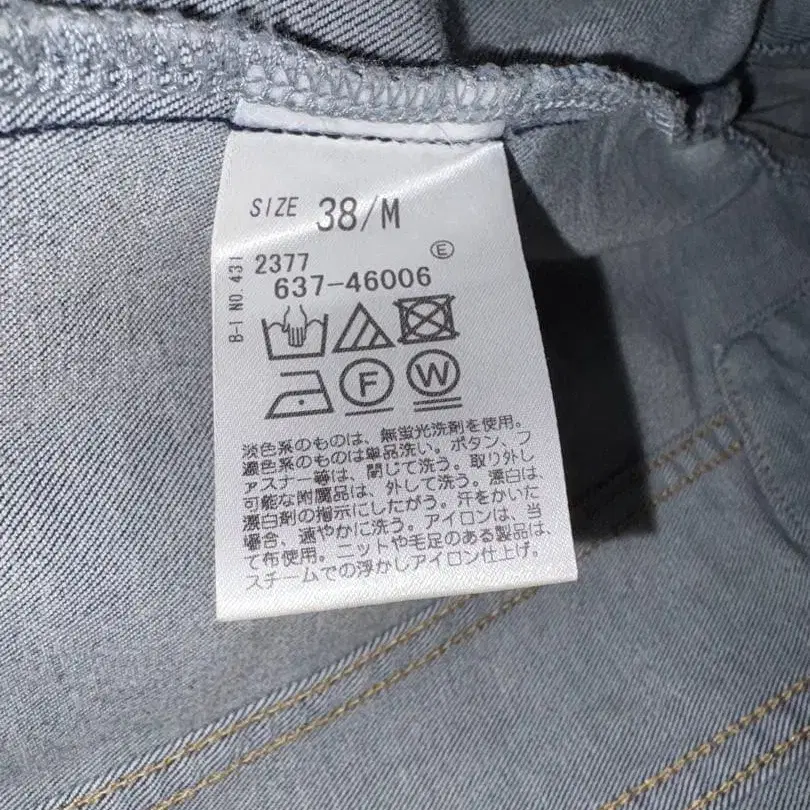 SIZE 38/M
E
B-I NO.431
2377
637-46006
F W
淡色系のものは、無蛍光洗剤を使用。
濃色系のものは単品洗い。ボタン、フ
ァスナー等は、閉じて洗う。取り外し
可能な附属品は、外して洗う。漂白は、
漂白剤の指示にしたがう。汗をかいた
場合、速やかに洗う。アイロンは、当
て布使用。ニットや毛足のある製品は、
スチームでの浮かしアイロン仕上げ。